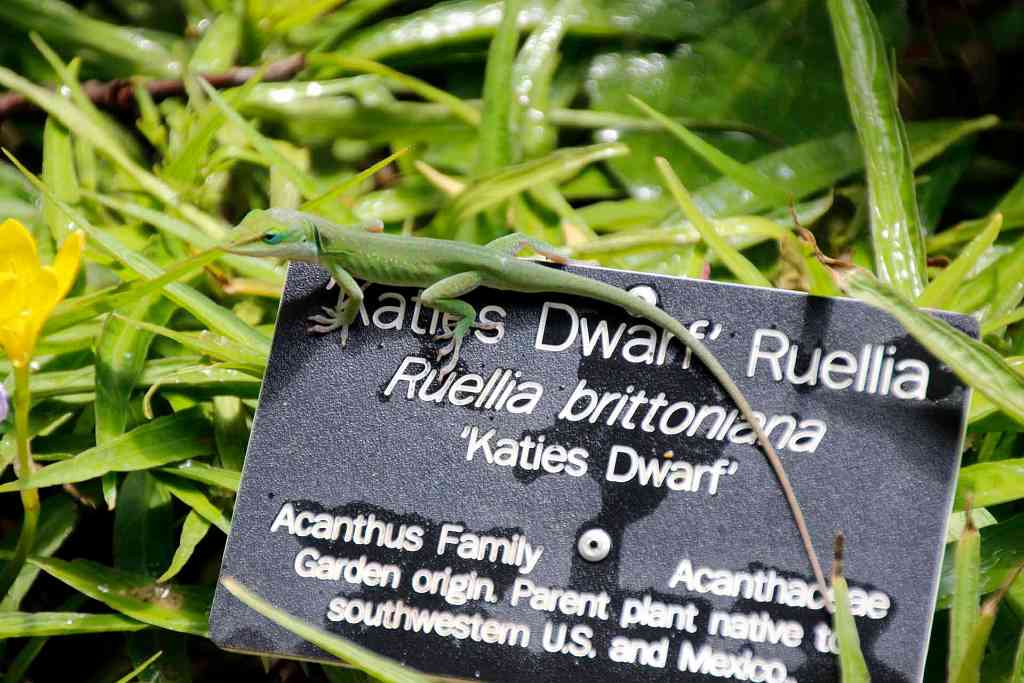 'Katies Dwarf' Ruellia
Ruellia brittoniana
'Katies Dwarf'
Acanthus Family Acanthaceae
Garden origin. Parent plant native to
southwestern U.S. and Mexico.